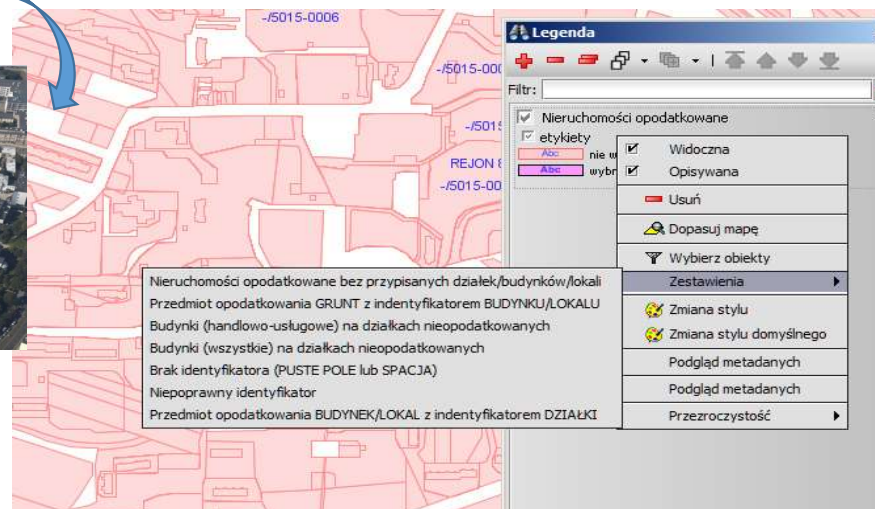 -/5015-0006
-/5015-000
-/5015
REJON
-/5015-00
Legenda
Filtr:
Nieruchomości opodatkowane
etykiety
Abc nie w
Abc wybr
Widoczna
Opisywana
Usuń
Dopasuj mapę
Wybierz obiekty
Zestawienia
Zmiana stylu
Zmiana stylu domyślnego
Podgląd metadanych
Podgląd metadanych
Przezroczystość
Nieruchomości opodatkowane bez przypisanych działek/budynków/lokali
Przedmiot opodatkowania GRUNT z indentyfikatorem BUDYNKU/LOKALU
Budynki (handlowo-usługowe) na działkach nieopodatkowanych
Budynki (wszystkie) na działkach nieopodatkowanych
Brak identyfikatora (PUSTE POLE lub SPACJA)
Niepoprawny identyfikator
Przedmiot opodatkowania BUDYNEK/LOKAL z indentyfikatorem DZIAŁKI